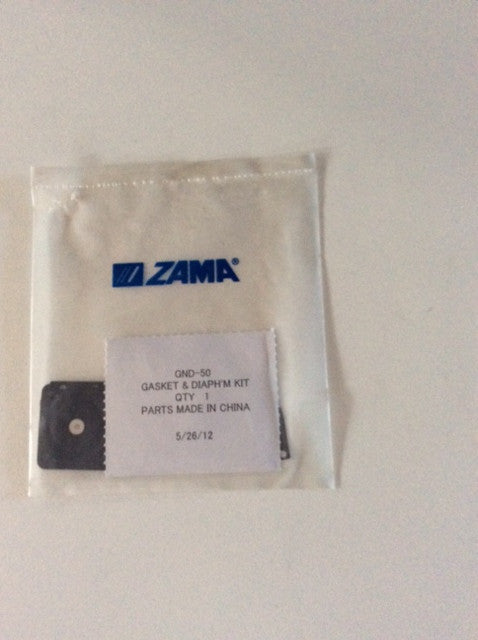 ZAMA®
GND-50
GASKET & DIAPH'M KIT
QTY 1
PARTS MADE IN CHINA
5/26/12